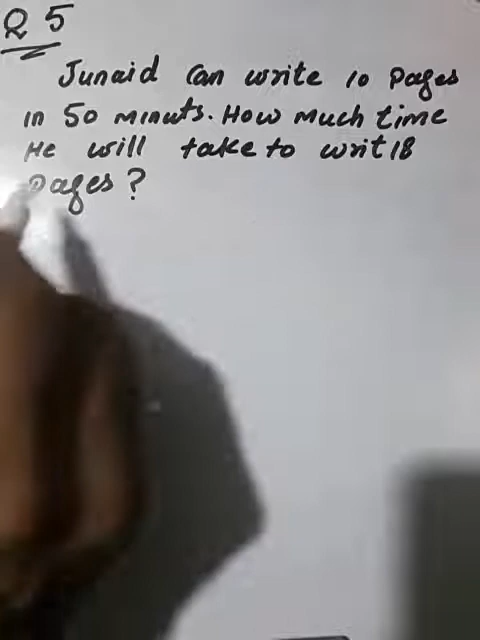 Q 5
Junaid Can write 10 Pages
in 50 minuts. How much time
He will take to writ 18
pages?